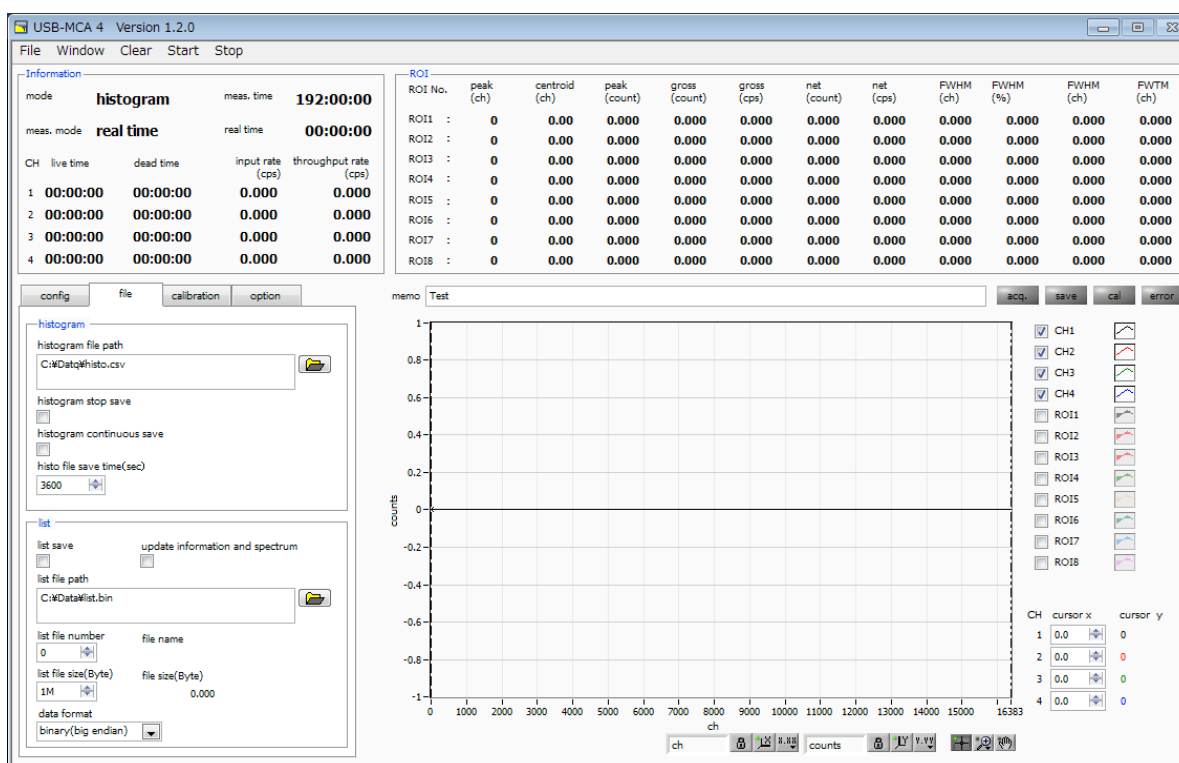 USB-MCA 4 Version 1.2.0
File Window Clear Start Stop
Information
mode histogram meas. time 192:00:00
meas. mode real time real time 00:00:00
CH live time dead time input rate (cps) throughput rate (cps)
1 00:00:00 00:00:00 0.000 0.000
2 00:00:00 00:00:00 0.000 0.000
3 00:00:00 00:00:00 0.000 0.000
4 00:00:00 00:00:00 0.000 0.000
ROI
ROI No. peak (ch) centroid (ch) peak (count) gross (count) gross (cps) net (count) net (cps) FWHM (ch) FWHM (%) FWHM (ch) FWTM (ch)
ROI1 : 0 0.00 0.000 0.000 0.000 0.000 0.000 0.000 0.000 0.000 0.000
ROI2 : 0 0.00 0.000 0.000 0.000 0.000 0.000 0.000 0.000 0.000 0.000
ROI3 : 0 0.00 0.000 0.000 0.000 0.000 0.000 0.000 0.000 0.000 0.000
ROI4 : 0 0.00 0.000 0.000 0.000 0.000 0.000 0.000 0.000 0.000 0.000
ROI5 : 0 0.00 0.000 0.000 0.000 0.000 0.000 0.000 0.000 0.000 0.000
ROI6 : 0 0.00 0.000 0.000 0.000 0.000 0.000 0.000 0.000 0.000 0.000
ROI7 : 0 0.00 0.000 0.000 0.000 0.000 0.000 0.000 0.000 0.000 0.000
ROI8 : 0 0.00 0.000 0.000 0.000 0.000 0.000 0.000 0.000 0.000 0.000
config file calibration option
histogram
histogram file path
C:¥Datq¥histo.csv
histogram stop save
histogram continuous save
histo file save time(sec)
3600
list
list save update information and spectrum
list file path
C:¥Data¥list.bin
list file number file name
0
list file size(Byte) file size(Byte)
1M 0.000
data format
binary(big endian)
memo Test
acq. save cal error
counts
1
0.8
0.6
0.4
0.2
0
-0.2
-0.4
-0.6
-0.8
-1
0 1000 2000 3000 4000 5000 6000 7000 8000 9000 10000 11000 12000 13000 14000 15000 16383
ch
ch X X.XX counts Y Y.YY
CH1
CH2
CH3
CH4
ROI1
ROI2
ROI3
ROI4
ROI5
ROI6
ROI7
ROI8
CH cursor x cursor y
1 0.0 0
2 0.0 0
3 0.0 0
4 0.0 0